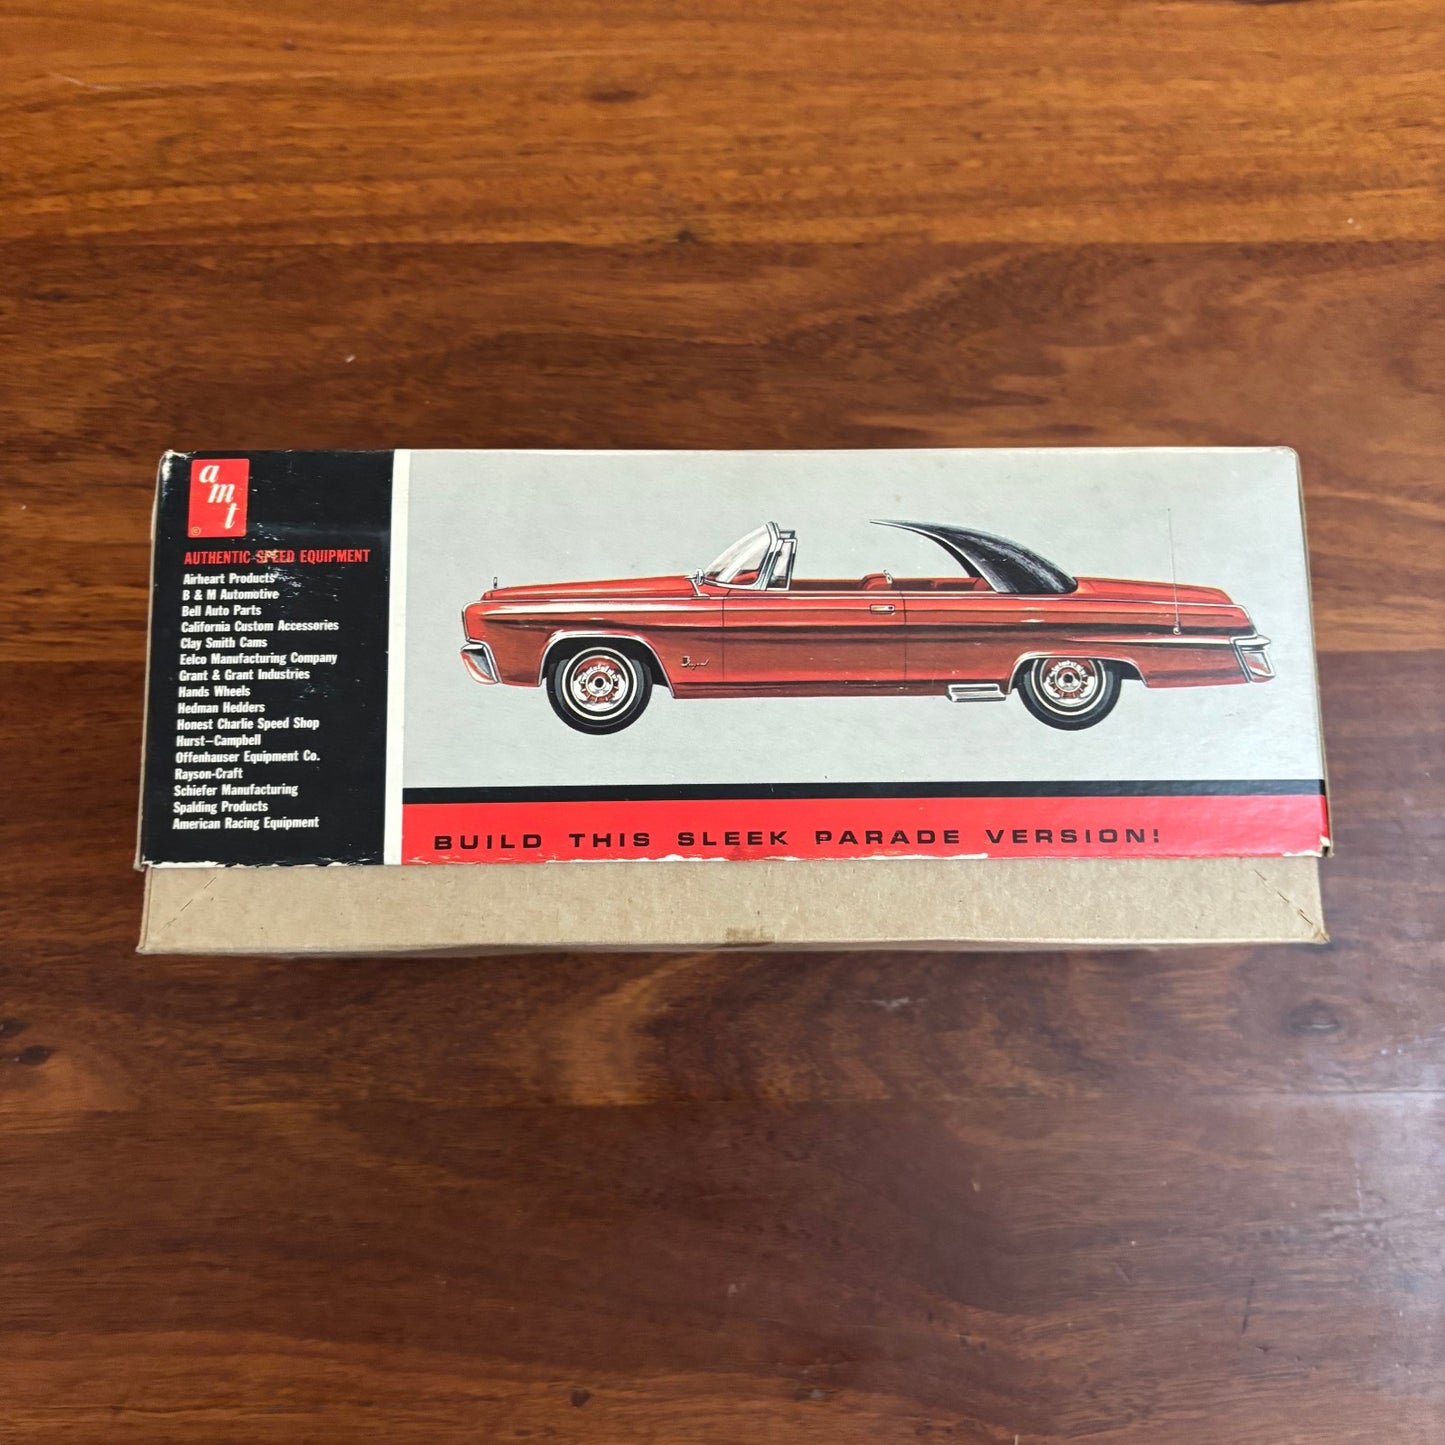 amt
©
AUTHENTIC SPEED EQUIPMENT
Airheart Products
B & M Automotive
Bell Auto Parts
California Custom Accessories
Clay Smith Cams
Eelco Manufacturing Company
Grant & Grant Industries
Hands Wheels
Hedman Hedders
Honest Charlie Speed Shop
Hurst—Campbell
Offenhauser Equipment Co.
Rayson-Craft
Schiefer Manufacturing
Spalding Products
American Racing Equipment
Imperial
BUILD THIS SLEEK PARADE VERSION!